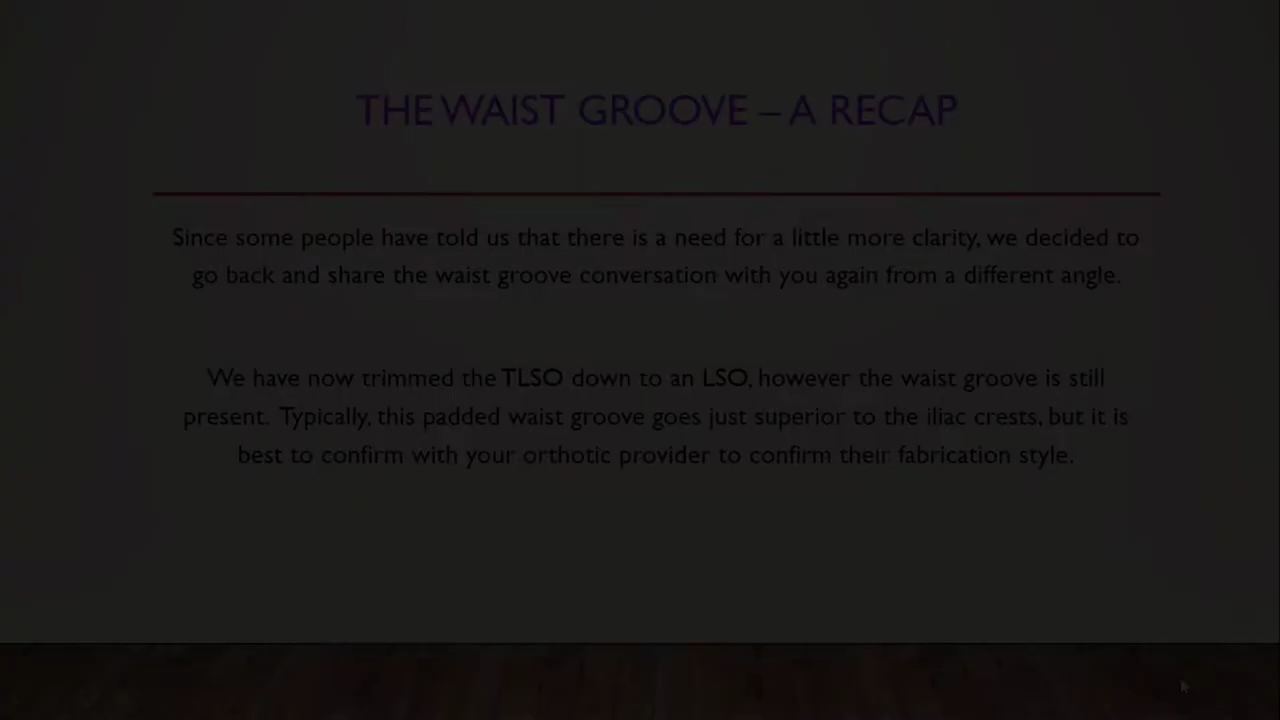 THE WAIST GROOVE – A RECAP
Since some people have told us that there is a need for a little more clarity, we decided to
go back and share the waist groove conversation with you again from a different angle.
We have now trimmed the TLSO down to an LSO, however the waist groove is still
present. Typically, this padded waist groove goes just superior to the iliac crests, but it is
best to confirm with your orthotic provider to confirm their fabrication style.